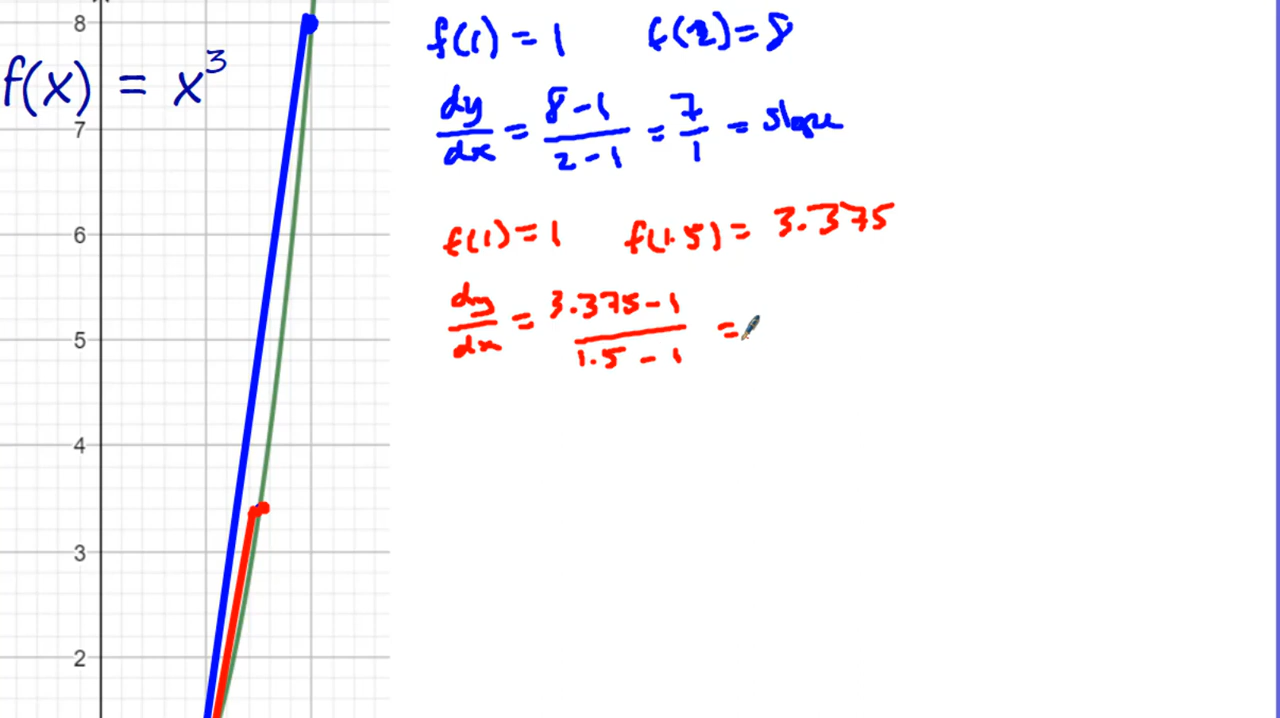 8
f(x) = x³
7
6
5
4
3
2
f(1) = 1 f(2) = 8
dy/dx = 8 - 1 / 2 - 1 = 7/1 = slope
f(1) = 1 f(1.5) = 3.375
dy/dx = 3.375 - 1 / 1.5 - 1 =